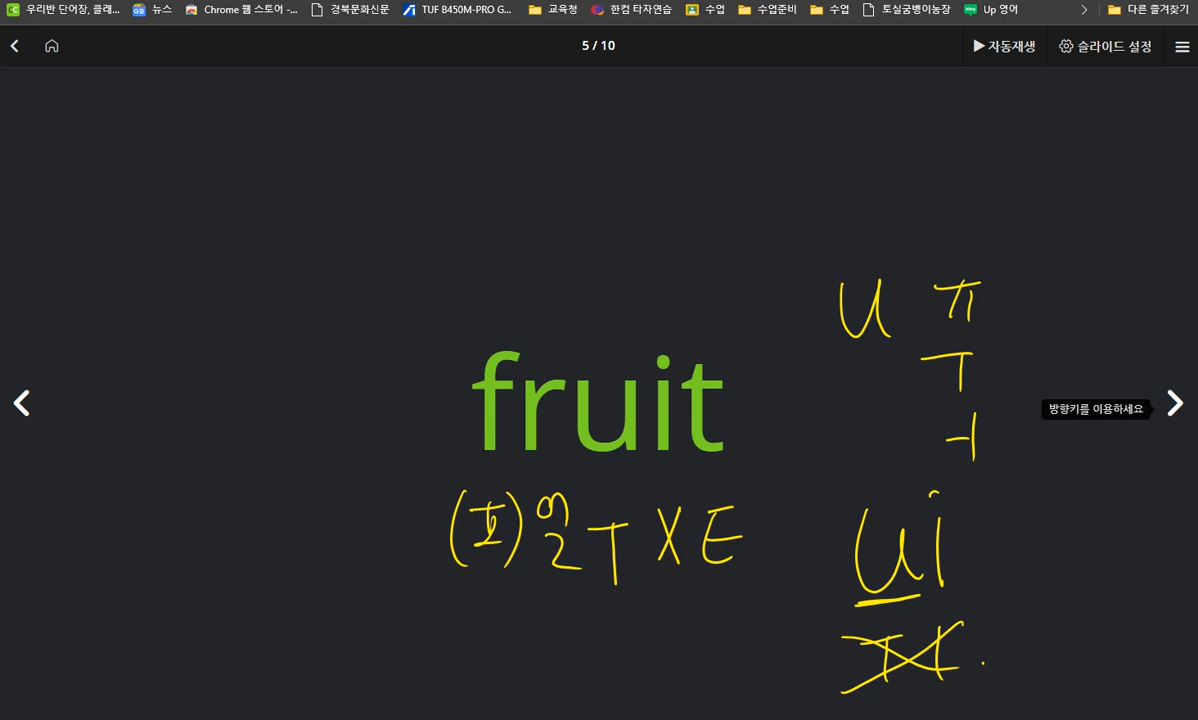 우리반 단어장, 클래... 뉴스 Chrome 웹 스토어 -... 경북문화신문 TUF B450M-PRO G... 교육청 한컴 타자연습 수업 수업준비 수업 토실굼벵이농장 Up 영어 다른 즐겨찾기
5 / 10 ▶자동재생 슬라이드 설정
u ㅠ
ㅜ
fruit
방향키를 이용하세요
ㅓ
(ㅍ) ㅜ X E
ui